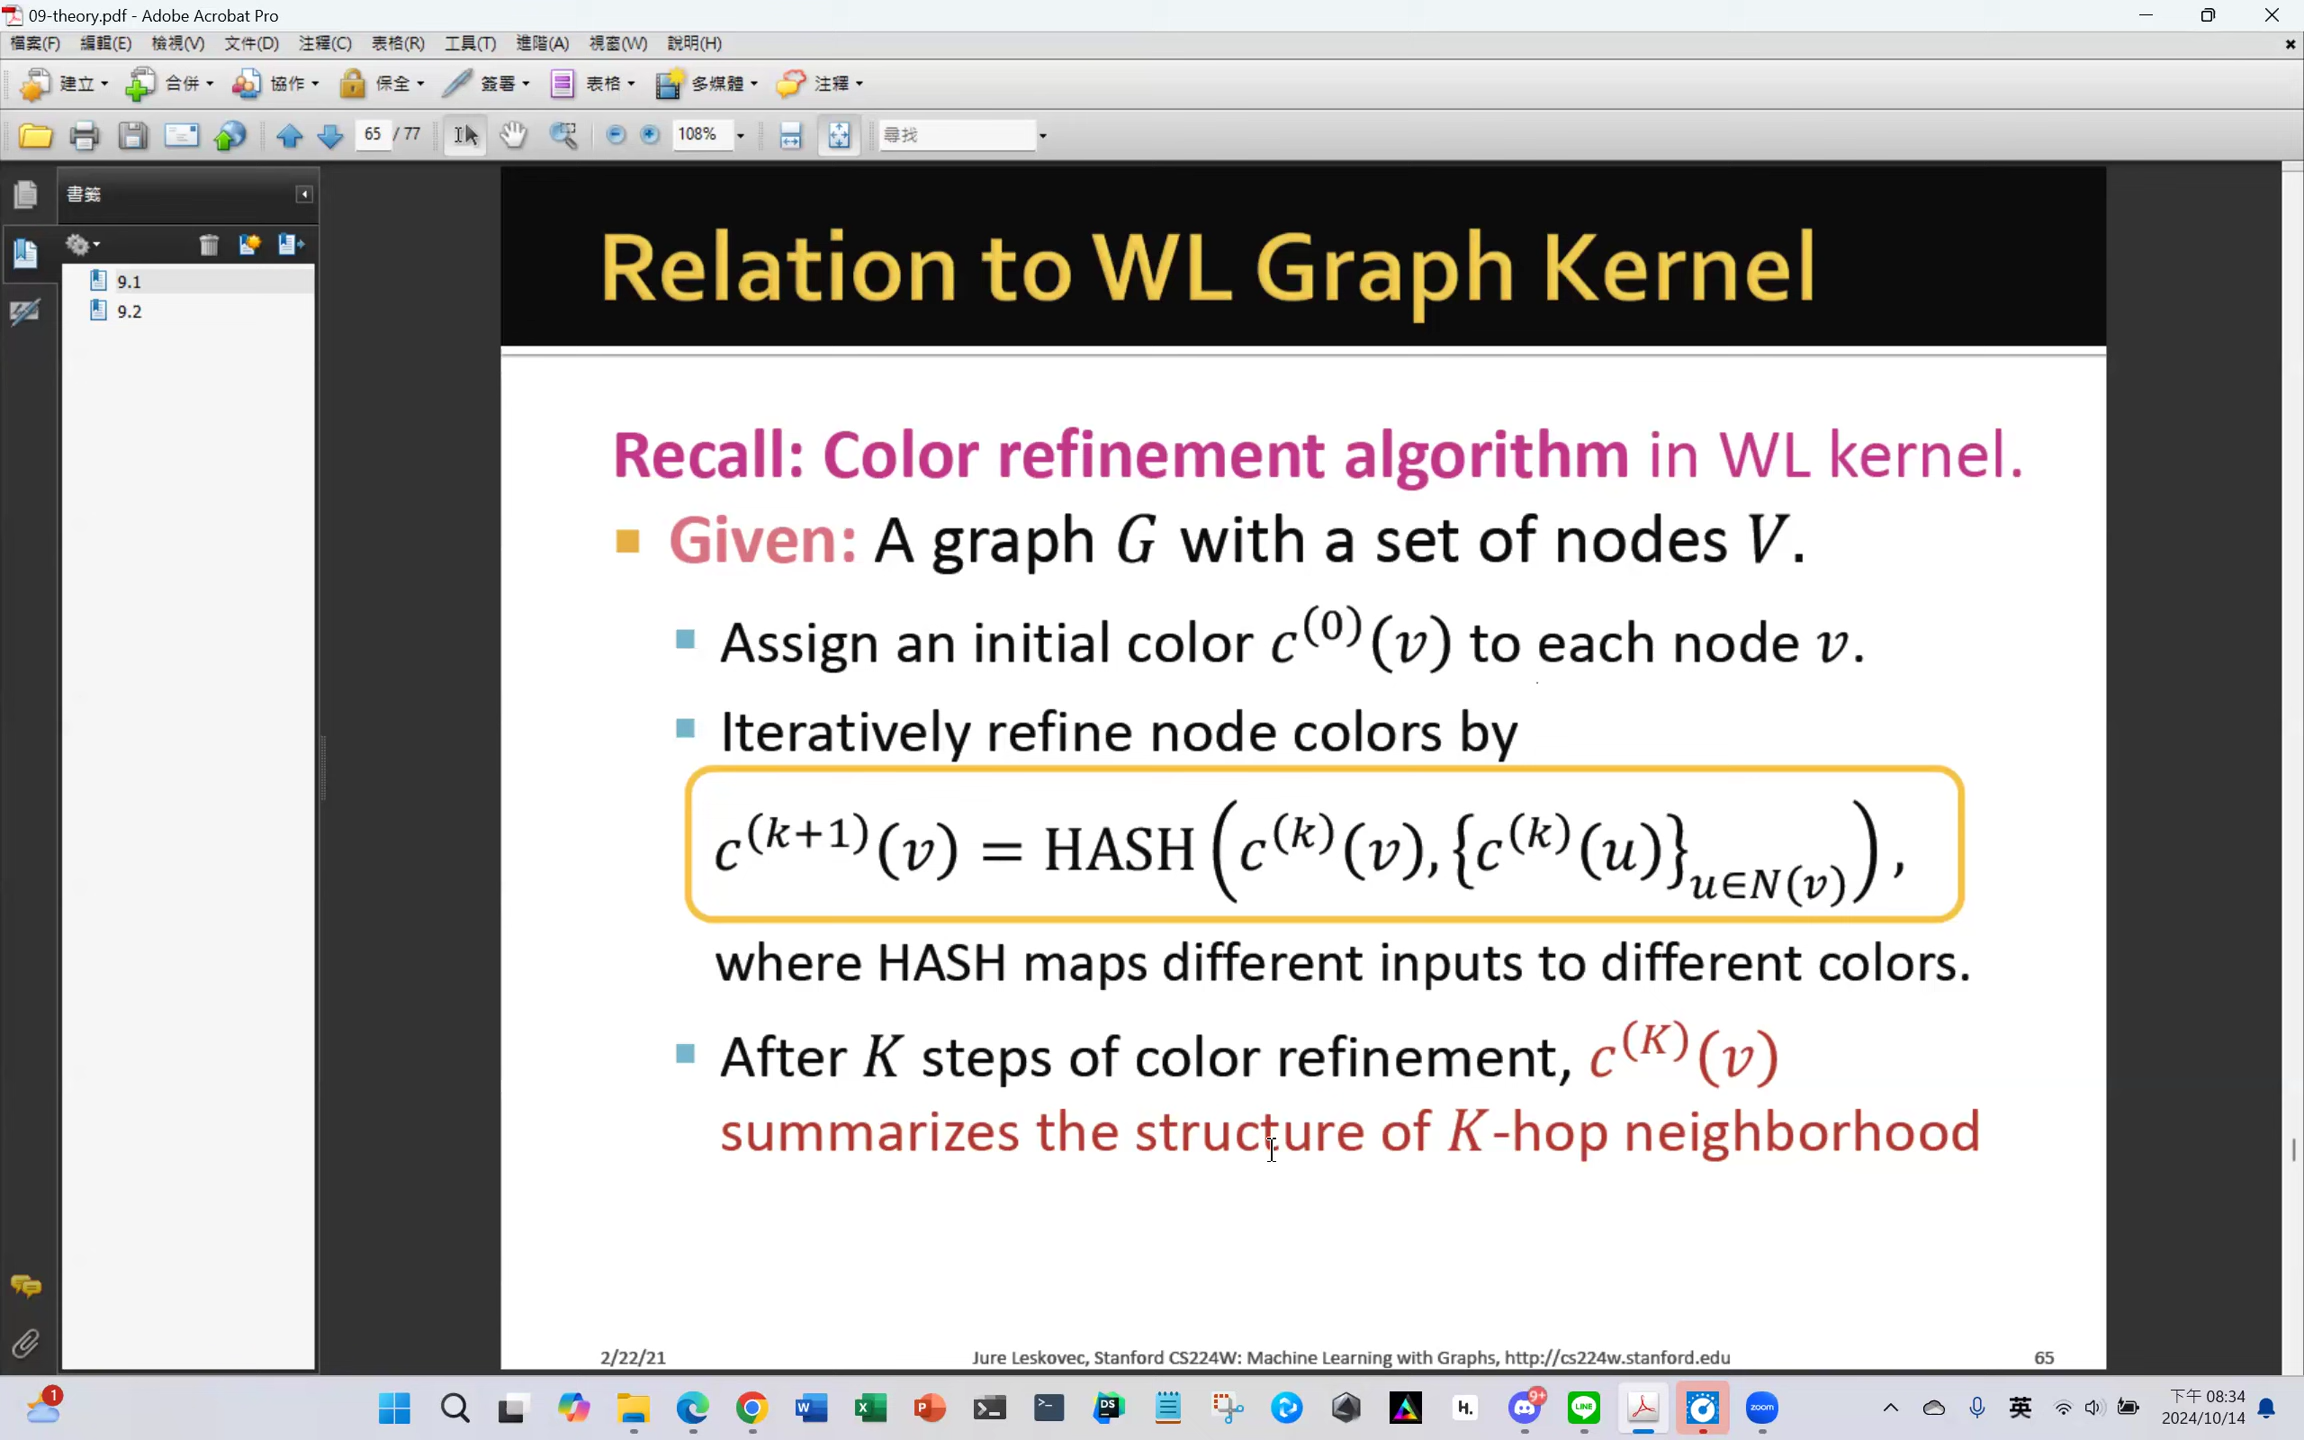 09-theory.pdf - Adobe Acrobat Pro
檔案(F) 編輯(E) 檢視(V) 文件(D) 注釋(C) 表格(R) 工具(T) 進階(A) 視窗(W) 說明(H)
建立 合併 協作 保全 簽署 表格 多媒體 注釋
65 / 77 108% 尋找
書籤
9.1
9.2
Relation to WL Graph Kernel
Recall: Color refinement algorithm in WL kernel.
Given: A graph G with a set of nodes V.
Assign an initial color c^(0)(v) to each node v.
Iteratively refine node colors by
c^(k+1)(v) = HASH(c^(k)(v), {c^(k)(u)}_{u∈N(v)}),
where HASH maps different inputs to different colors.
After K steps of color refinement, c^(K)(v)
summarizes the structure of K-hop neighborhood
2/22/21 Jure Leskovec, Stanford CS224W: Machine Learning with Graphs, http://cs224w.stanford.edu 65
1 W X P DS H. 9+ LINE zoom 英 下午 08:34
2024/10/14